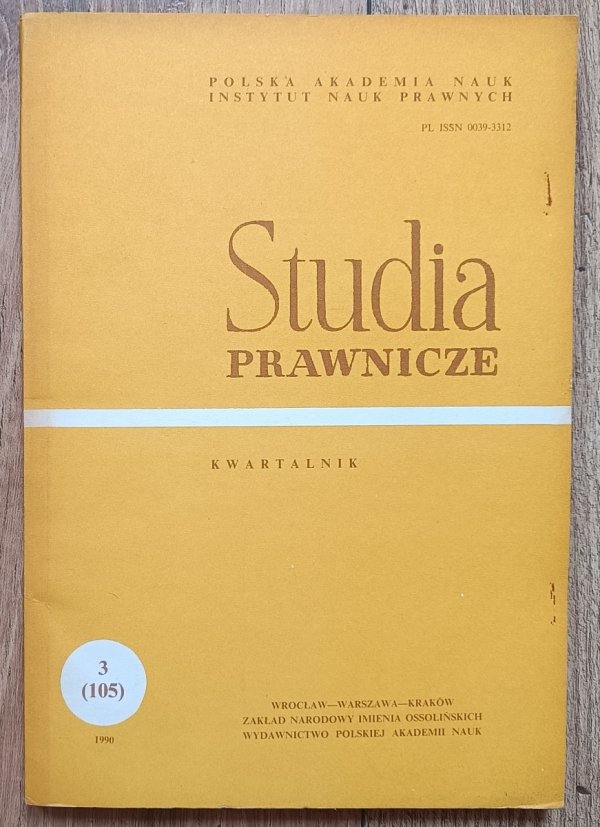 POLSKA AKADEMIA NAUK
INSTYTUT NAUK PRAWNYCH
PL ISSN 0039-3312
Studia
PRAWNICZE
KWARTALNIK
3
(105)
1990
WROCŁAW—WARSZAWA—KRAKÓW
ZAKŁAD NARODOWY IMIENIA OSSOLIŃSKICH
WYDAWNICTWO POLSKIEJ AKADEMII NAUK